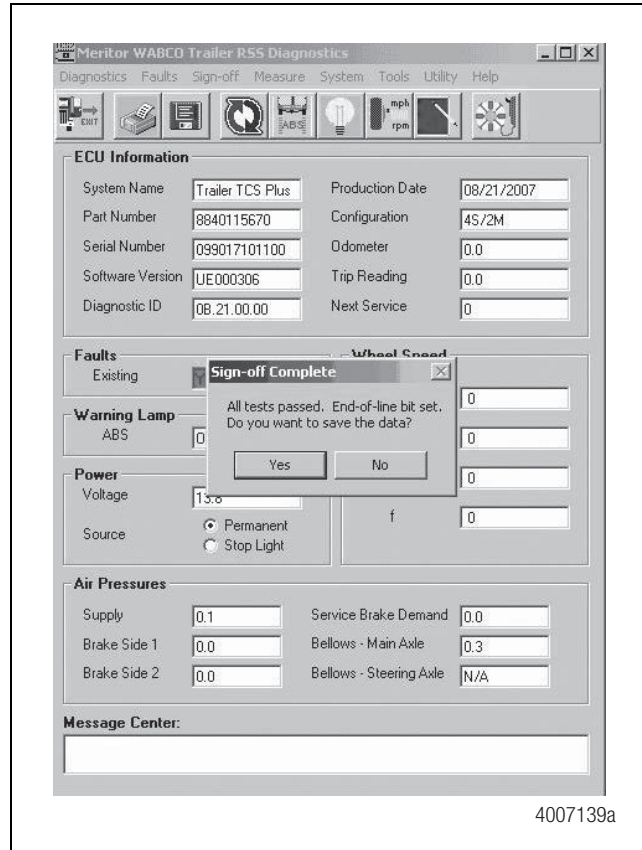 Meritor WABCO Trailer RSS Diagnostics
Diagnostics Faults Sign-off Measure System Tools Utility Help
EXIT ABS mph rpm
ECU Information
System Name Trailer TCS Plus Production Date 08/21/2007
Part Number 8840115670 Configuration 4S/2M
Serial Number 099017101100 Odometer 0.0
Software Version UE000306 Trip Reading 0.0
Diagnostic ID 0B.21.00.00 Next Service 0
Faults Wheel Speed
Existing
Sign-off Complete
All tests passed. End-of-line bit set.
Do you want to save the data?
Yes No
0
Warning Lamp
ABS 0
Power
Voltage 13.8 0
Source Permanent f 0
Stop Light
Air Pressures
Supply 0.1 Service Brake Demand 0.0
Brake Side 1 0.0 Bellows - Main Axle 0.3
Brake Side 2 0.0 Bellows - Steering Axle N/A
Message Center:
4007139a